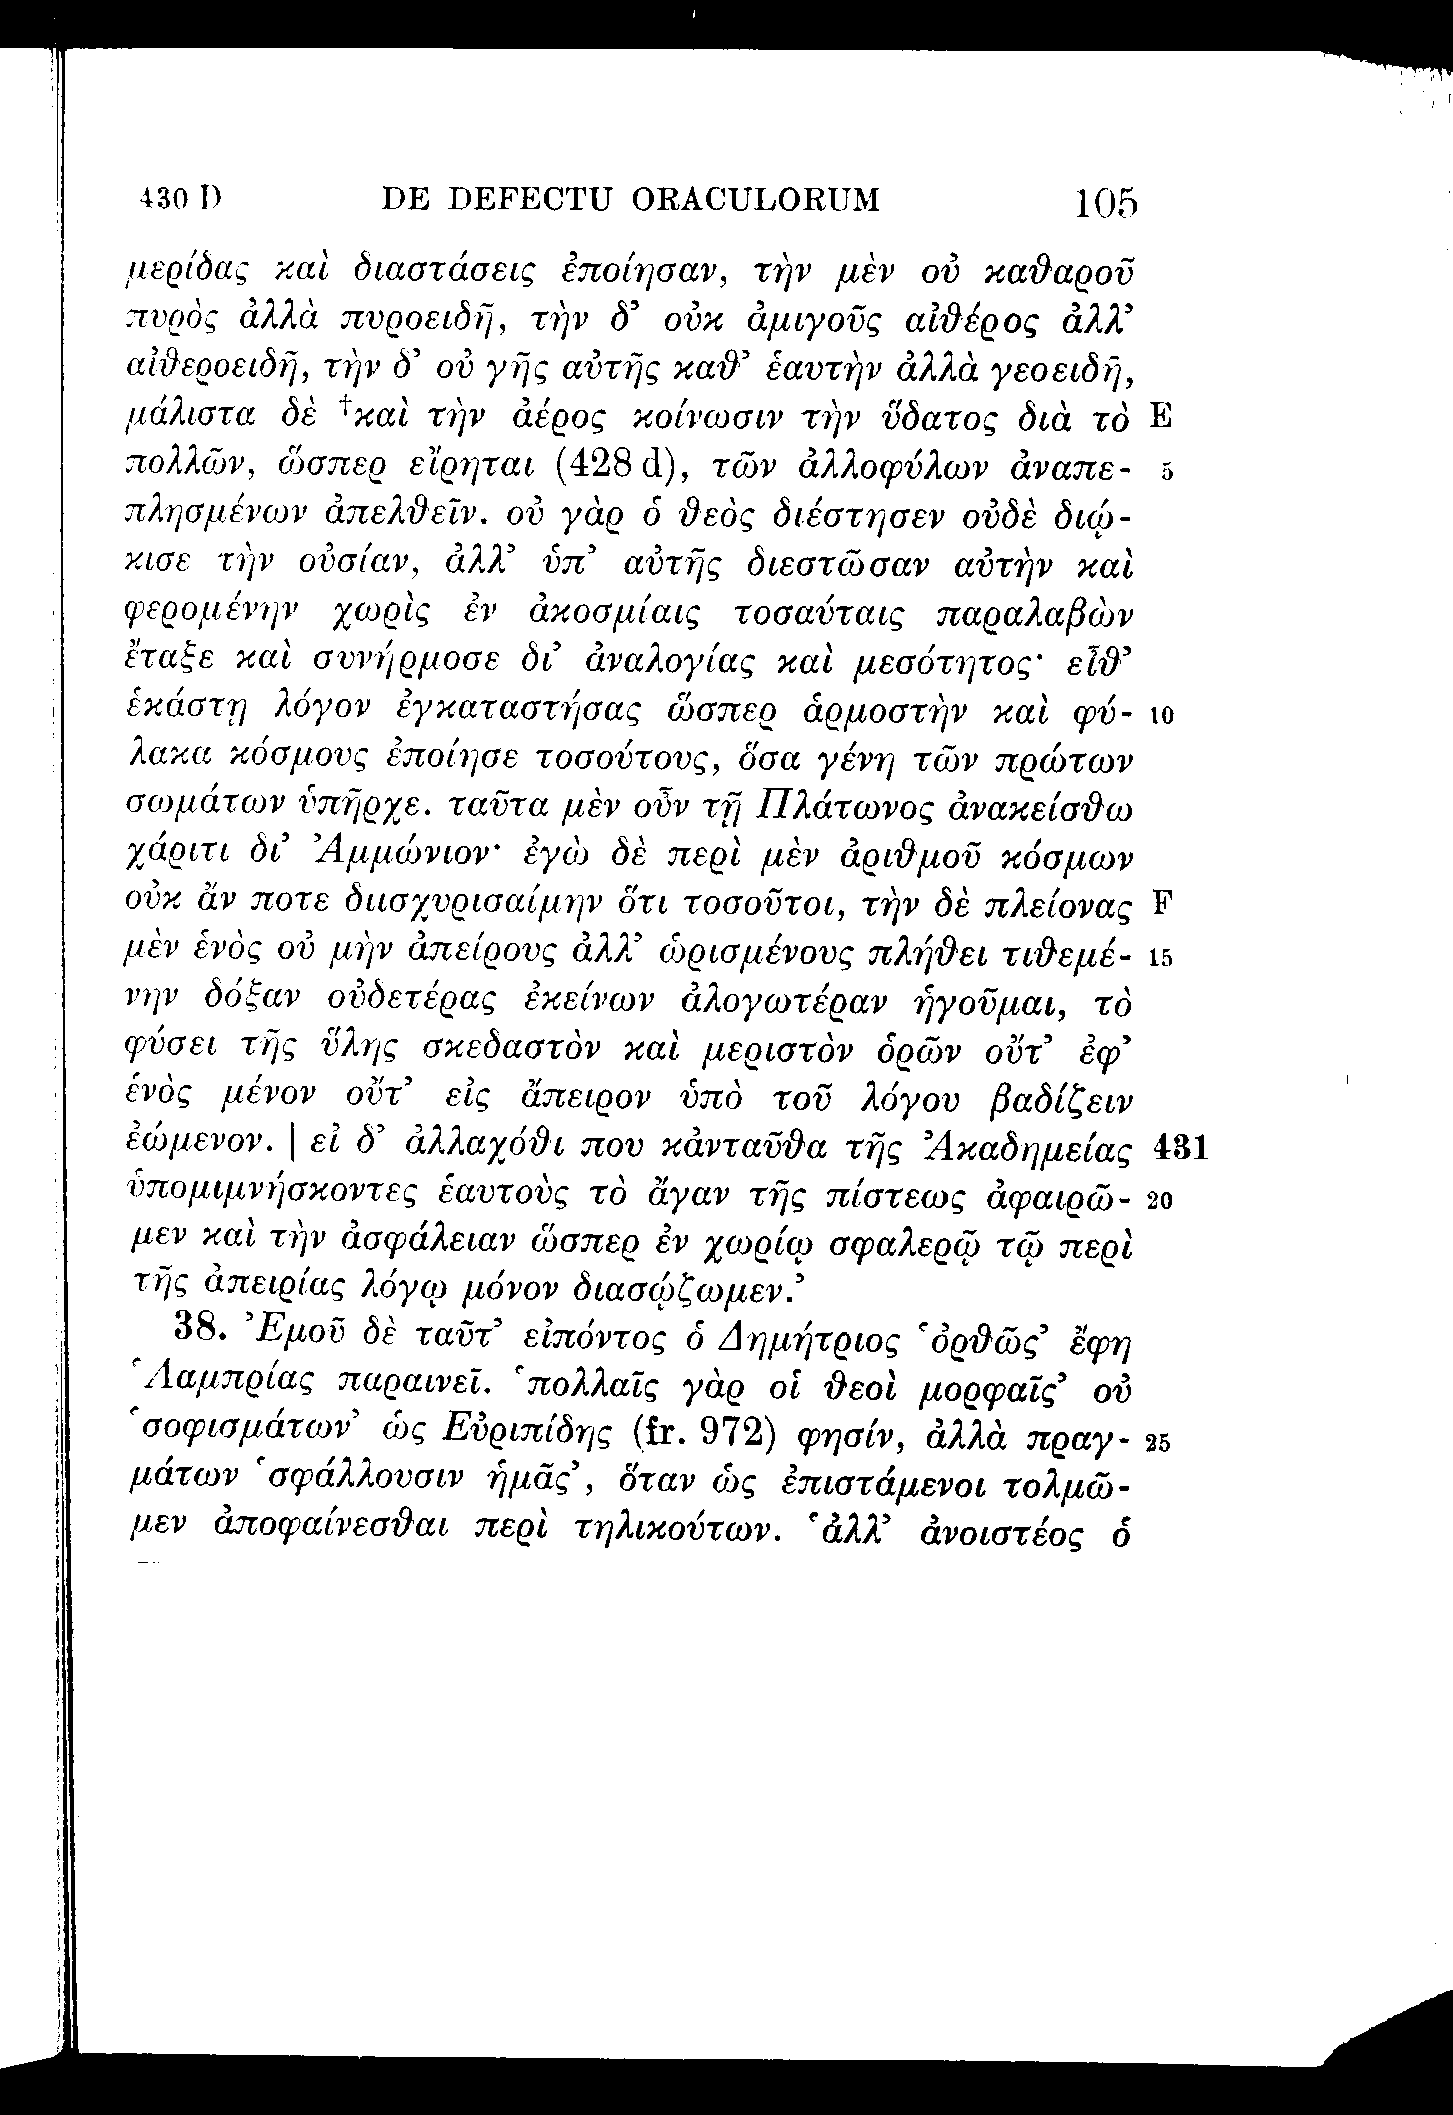 430 D DE DEFECTU ORACULORUM 105
μερίδας καὶ διαστάσεις ἐποίησαν, τὴν μὲν οὐ καθαροῦ
πυρὸς ἀλλὰ πυροειδῆ, τὴν δ’ οὐκ ἀμιγοῦς αἰθέρος ἀλλ’
αἰθεροειδῆ, τὴν δ’ οὐ γῆς αὐτῆς καθ’ ἑαυτὴν ἀλλὰ γεοειδῆ,
μάλιστα δὲ †καὶ τὴν ἀέρος κοίνωσιν τὴν ὕδατος διὰ τὸ E
πολλῶν, ὥσπερ εἴρηται (428 d), τῶν ἀλλοφύλων ἀναπε- 5
πλησμένων ἀπελθεῖν. οὐ γὰρ ὁ θεὸς διέστησεν οὐδὲ διῴ-
κισε τὴν οὐσίαν, ἀλλ’ ὑπ’ αὐτῆς διεστῶσαν αὐτὴν καὶ
φερομένην χωρὶς ἐν ἀκοσμίαις τοσαύταις παραλαβὼν
ἔταξε καὶ συνήρμοσε δι’ ἀναλογίας καὶ μεσότητος· εἶθ’
ἑκάστῃ λόγον ἐγκαταστήσας ὥσπερ ἁρμοστὴν καὶ φύ- 10
λακα κόσμους ἐποίησε τοσούτους, ὅσα γένη τῶν πρώτων
σωμάτων ὑπῆρχε. ταῦτα μὲν οὖν τῇ Πλάτωνος ἀνακείσθω
χάριτι δι’ Ἀμμώνιον· ἐγὼ δὲ περὶ μὲν ἀριθμοῦ κόσμων
οὐκ ἄν ποτε διισχυρισαίμην ὅτι τοσοῦτοι, τὴν δὲ πλείονας F
μὲν ἑνὸς οὐ μὴν ἀπείρους ἀλλ’ ὡρισμένους πλήθει τιθεμέ- 15
νην δόξαν οὐδετέρας ἐκείνων ἀλογωτέραν ἡγοῦμαι, τὸ
φύσει τῆς ὕλης σκεδαστὸν καὶ μεριστὸν ὁρῶν οὔτ’ ἐφ’
ἑνὸς μένον οὔτ’ εἰς ἄπειρον ὑπὸ τοῦ λόγου βαδίζειν
ἐώμενον. | εἰ δ’ ἀλλαχόθι που κἀνταῦθα τῆς Ἀκαδημείας 431
ὑπομιμνήσκοντες ἑαυτοὺς τὸ ἄγαν τῆς πίστεως ἀφαιρῶ- 20
μεν καὶ τὴν ἀσφάλειαν ὥσπερ ἐν χωρίῳ σφαλερῷ τῷ περὶ
τῆς ἀπειρίας λόγῳ μόνον διασῴζωμεν.’
38. Ἐμοῦ δὲ ταῦτ’ εἰπόντος ὁ Δημήτριος ‘ὀρθῶς’ ἔφη
‘Λαμπρίας παραινεῖ. ‘πολλαῖς γὰρ οἱ θεοὶ μορφαῖς’ οὐ
‘σοφισμάτων’ ὡς Εὐριπίδης (fr. 972) φησίν, ἀλλὰ πραγ- 25
μάτων ‘σφάλλουσιν ἡμᾶς’, ὅταν ὡς ἐπιστάμενοι τολμῶ-
μεν ἀποφαίνεσθαι περὶ τηλικούτων. ‘ἀλλ’ ἀνοιστέος ὁ